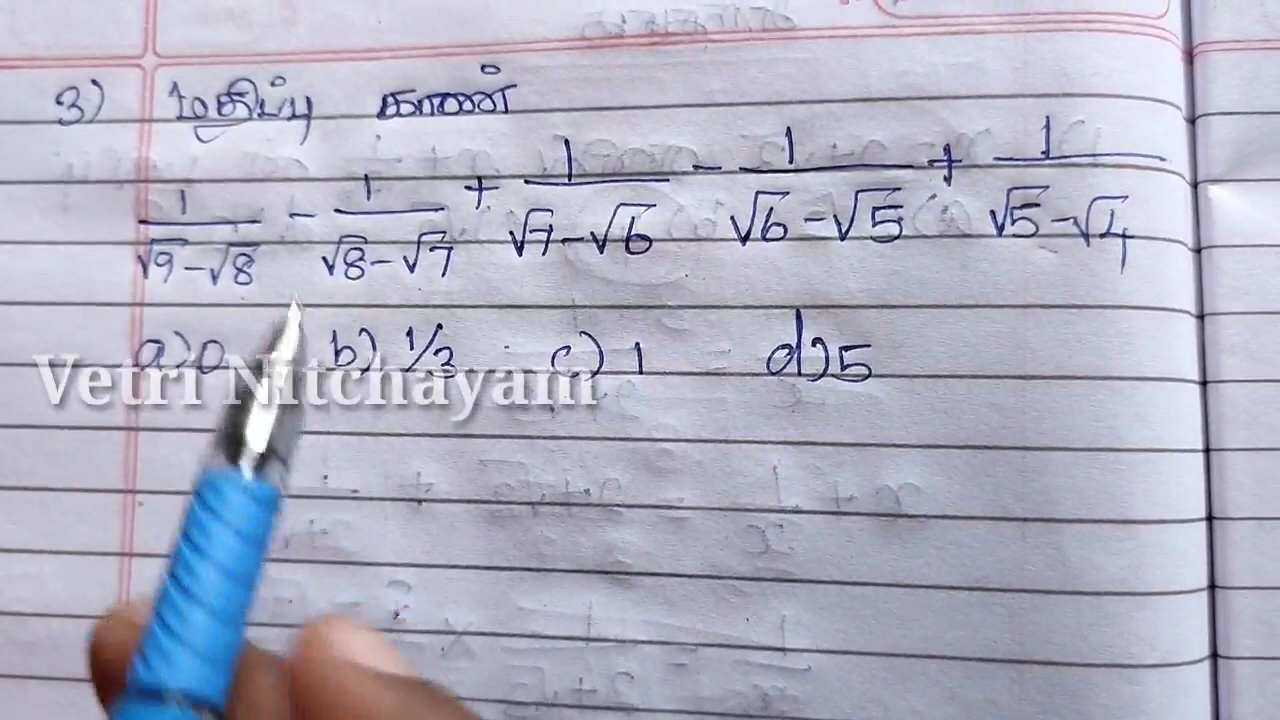 3) மதிப்பு காண்
1/(√9-√8) - 1/(√8-√7) + 1/(√7-√6) - 1/(√6-√5) + 1/(√5-√4)
a) 0 b) 1/3 c) 1 d) 5
Vetri Nitchayam